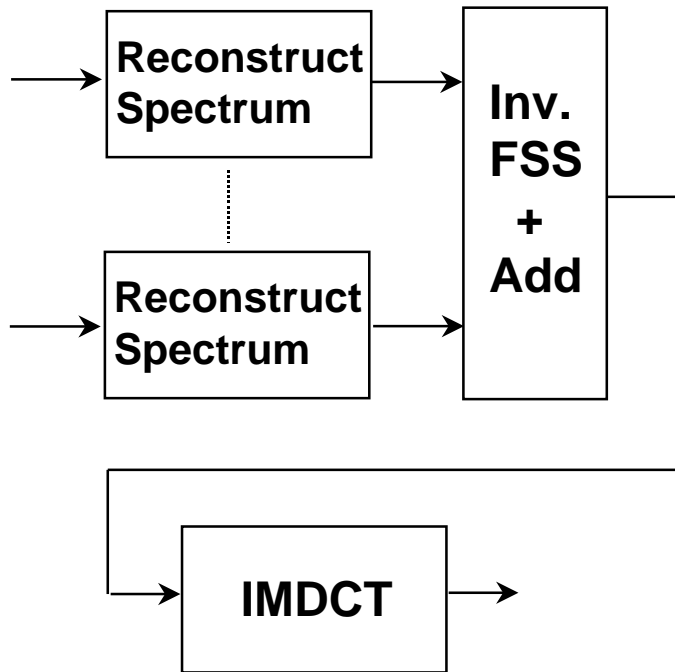 Reconstruct
Spectrum
Inv.
FSS
+
Add
Reconstruct
Spectrum
IMDCT